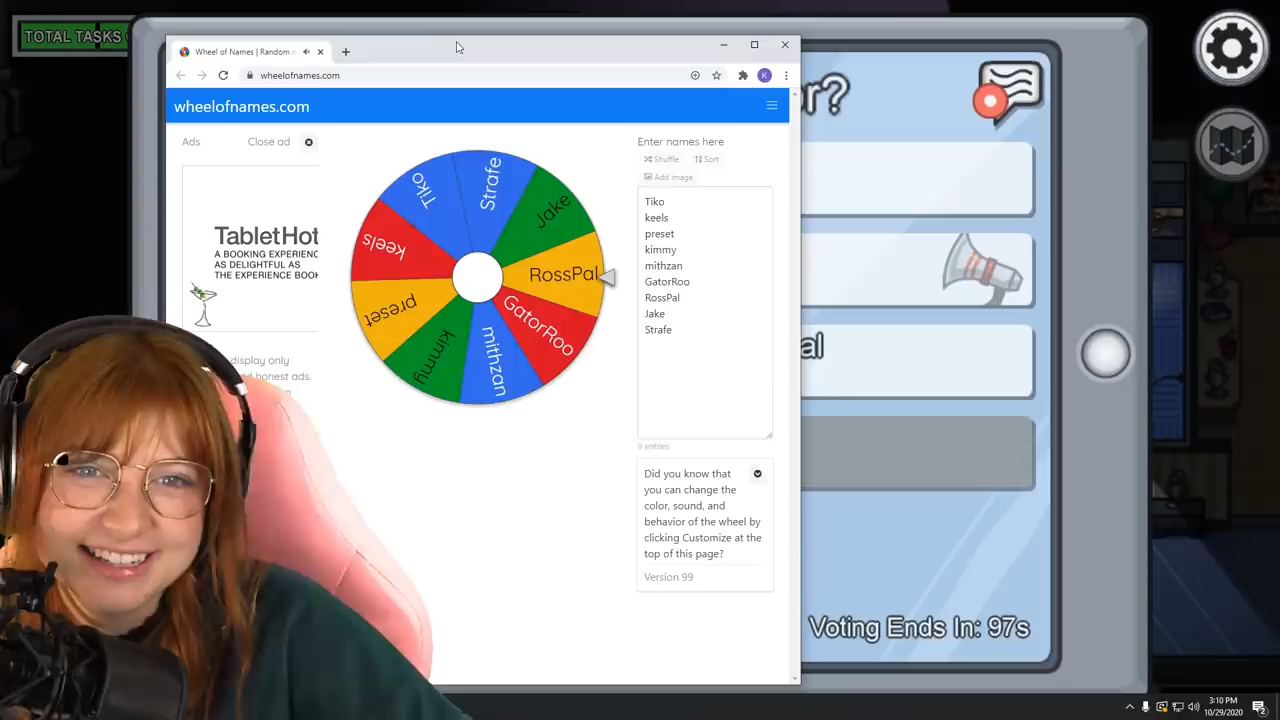 TOTAL TASKS
Wheel of Names | Random
wheelofnames.com
K
wheelofnames.com
or?
Ads
Close ad
Enter names here
Shuffle
Sort
Add image
TabletHot
A BOOKING EXPERIENC
AS DELIGHTFUL AS
THE EXPERIENCE BOOK
display only
honest ads.
Tiko
Strafe
Jake
RossPal
GatorRoo
mithzan
kimmy
preset
keels
Tiko
keels
preset
kimmy
mithzan
GatorRoo
RossPal
Jake
Strafe
9 entries
al
Did you know that
you can change the
color, sound, and
behavior of the wheel by
clicking Customize at the
top of this page?
Version 99
Voting Ends In: 97s
3:10 PM
10/29/2020
2